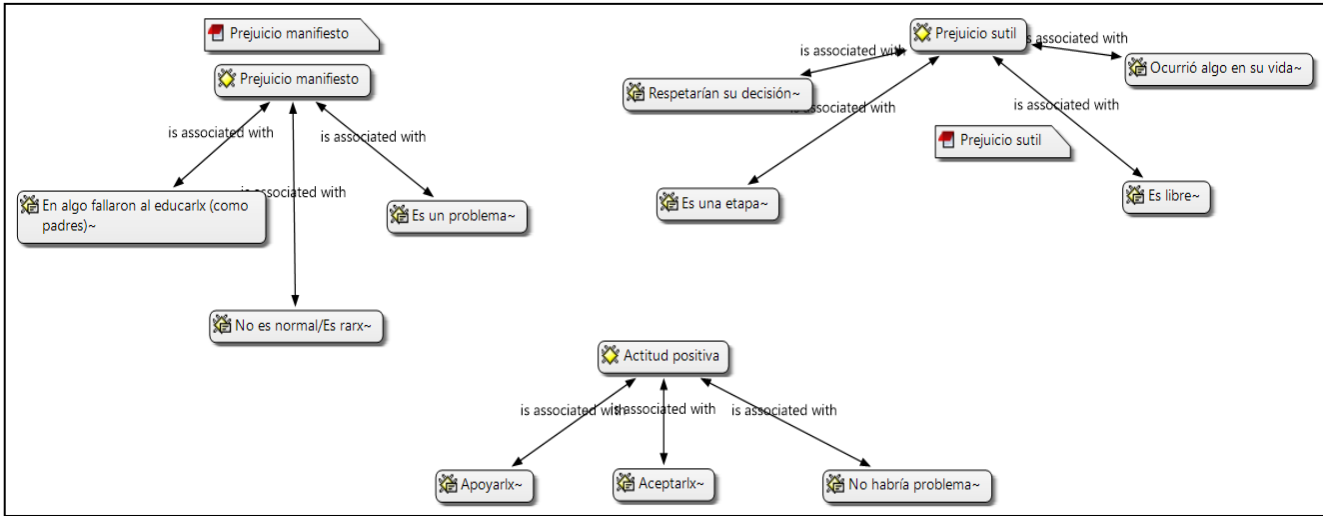 Prejuicio manifiesto
Prejuicio manifiesto
is associated with
is associated with
is associated with
En algo fallaron al educarlx (como
padres)~
Es un problema~
No es normal/Es rarx~
Prejuicio sutil
is associated with
is associated with
Ocurrió algo en su vida~
Respetarían su decisión~
is associated with
is associated with
Prejuicio sutil
Es una etapa~
Es libre~
Actitud positiva
is associated with
is associated with
is associated with
Apoyarlx~
Aceptarlx~
No habría problema~